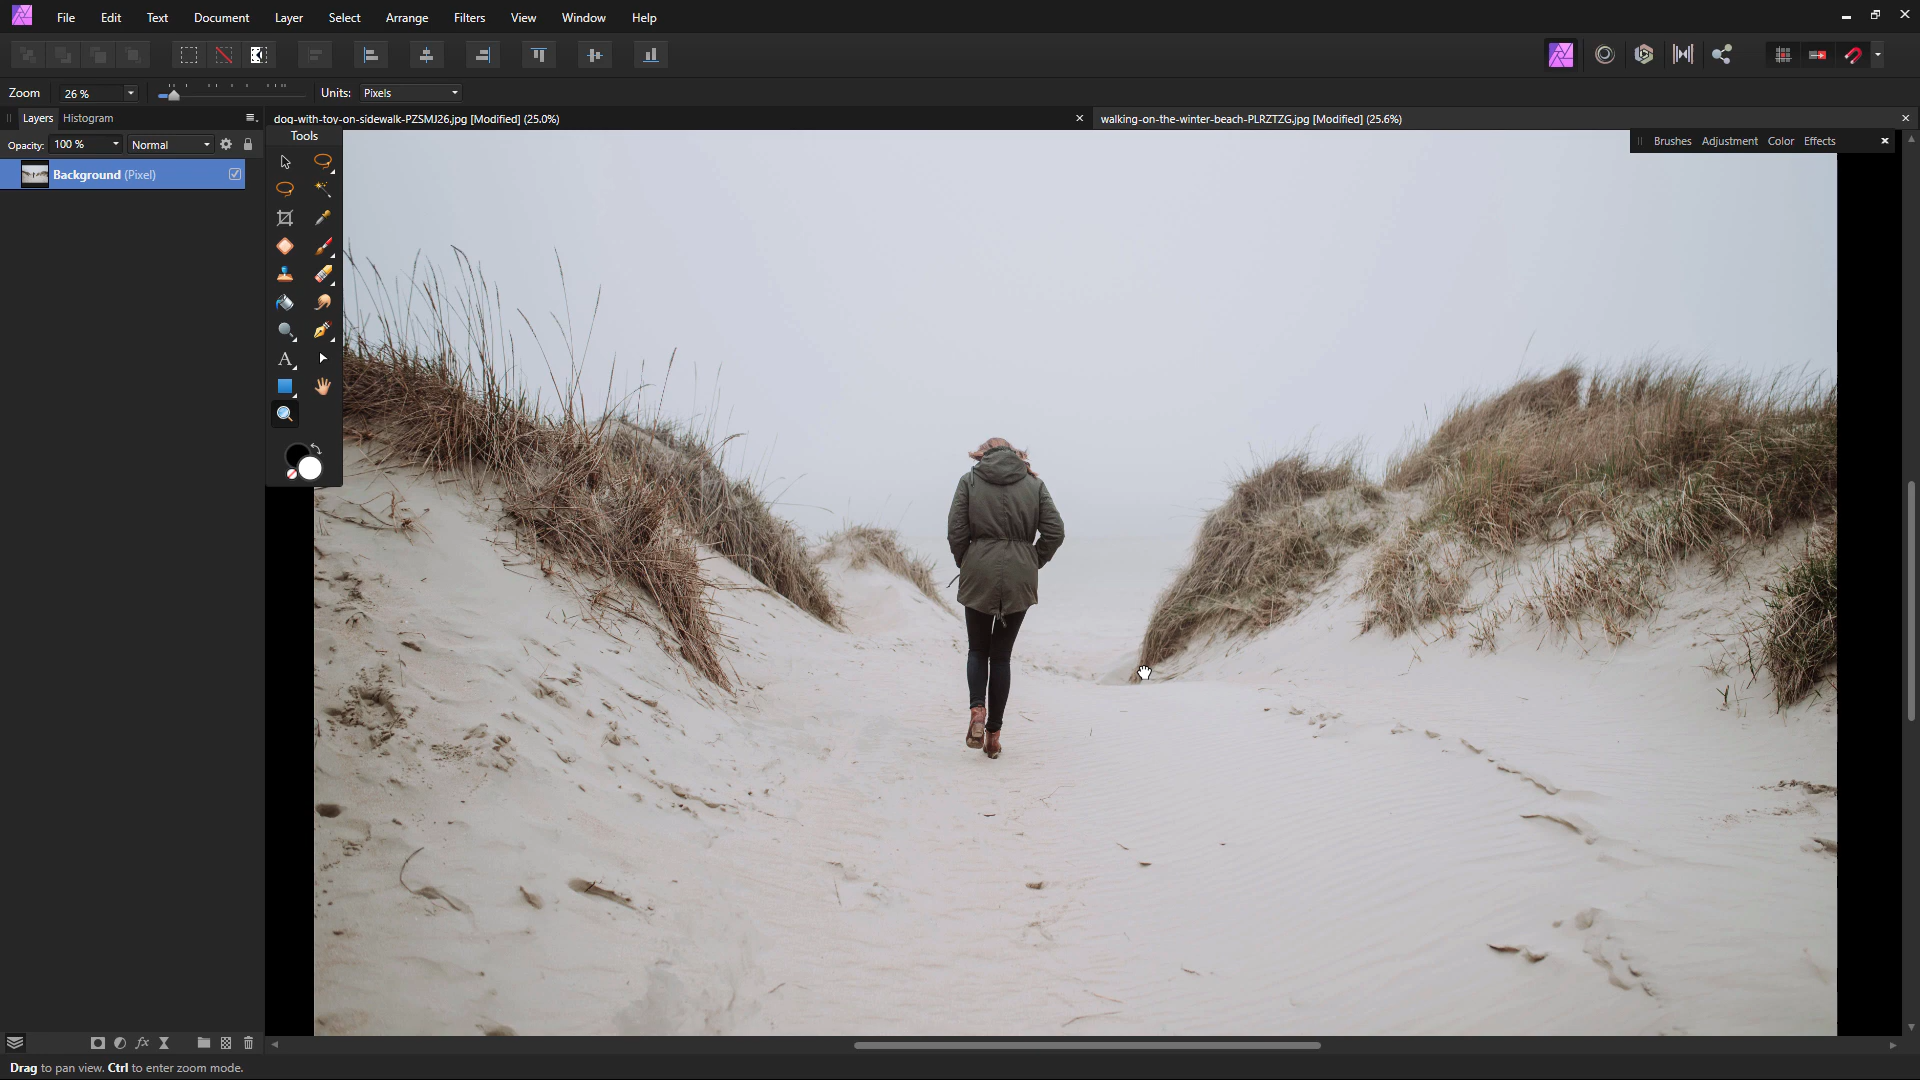 File Edit Text Document Layer Select Arrange Filters View Window Help
Zoom 26 % Units: Pixels
Layers Histogram
dog-with-toy-on-sidewalk-PZSMJ26.jpg [Modified] (25.0%)
walking-on-the-winter-beach-PLRZTZG.jpg [Modified] (25.6%)
Tools
Opacity: 100 % Normal
Brushes Adjustment Color Effects
Background (Pixel)
A
fx
Drag to pan view. Ctrl to enter zoom mode.